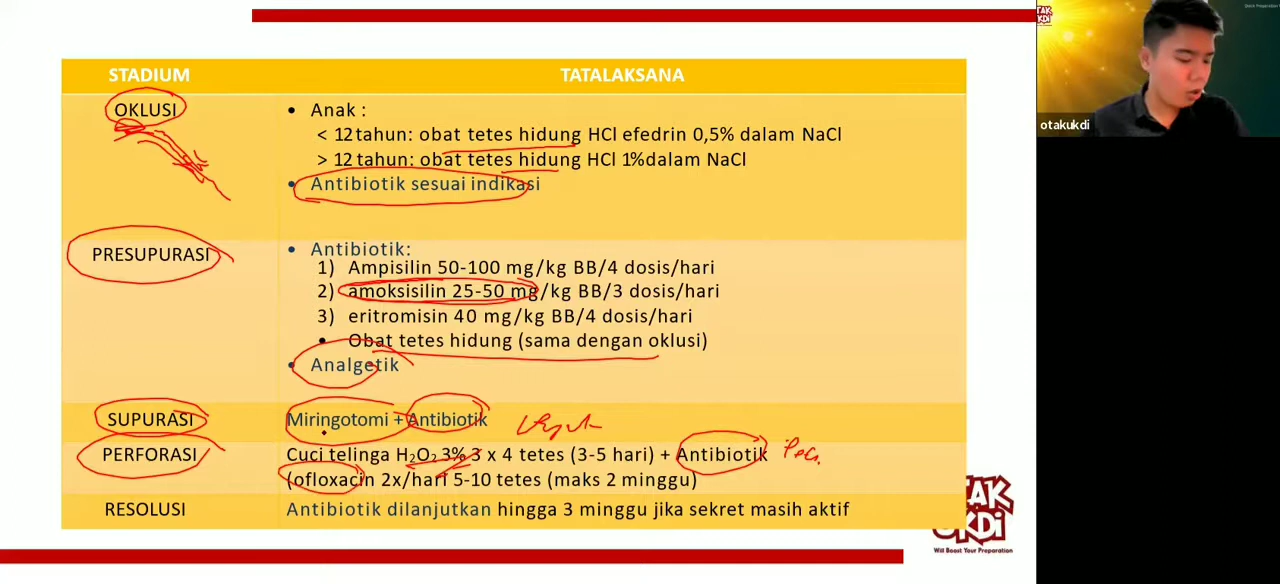 STADIUM TATALAKSANA
OKLUSI
• Anak :
< 12 tahun: obat tetes hidung HCl efedrin 0,5% dalam NaCl
> 12 tahun: obat tetes hidung HCl 1%dalam NaCl
• Antibiotik sesuai indikasi
PRESUPURASI
• Antibiotik:
1) Ampisilin 50-100 mg/kg BB/4 dosis/hari
2) amoksisilin 25-50 mg/kg BB/3 dosis/hari
3) eritromisin 40 mg/kg BB/4 dosis/hari
• Obat tetes hidung (sama dengan oklusi)
• Analgetik
SUPURASI Miringotomi + Antibiotik
PERFORASI Cuci telinga H₂O₂ 3% 3 x 4 tetes (3-5 hari) + Antibiotik
(ofloxacin 2x/hari 5-10 tetes (maks 2 minggu)
RESOLUSI Antibiotik dilanjutkan hingga 3 minggu jika sekret masih aktif
otakukdi
Will Boost Your Preparation